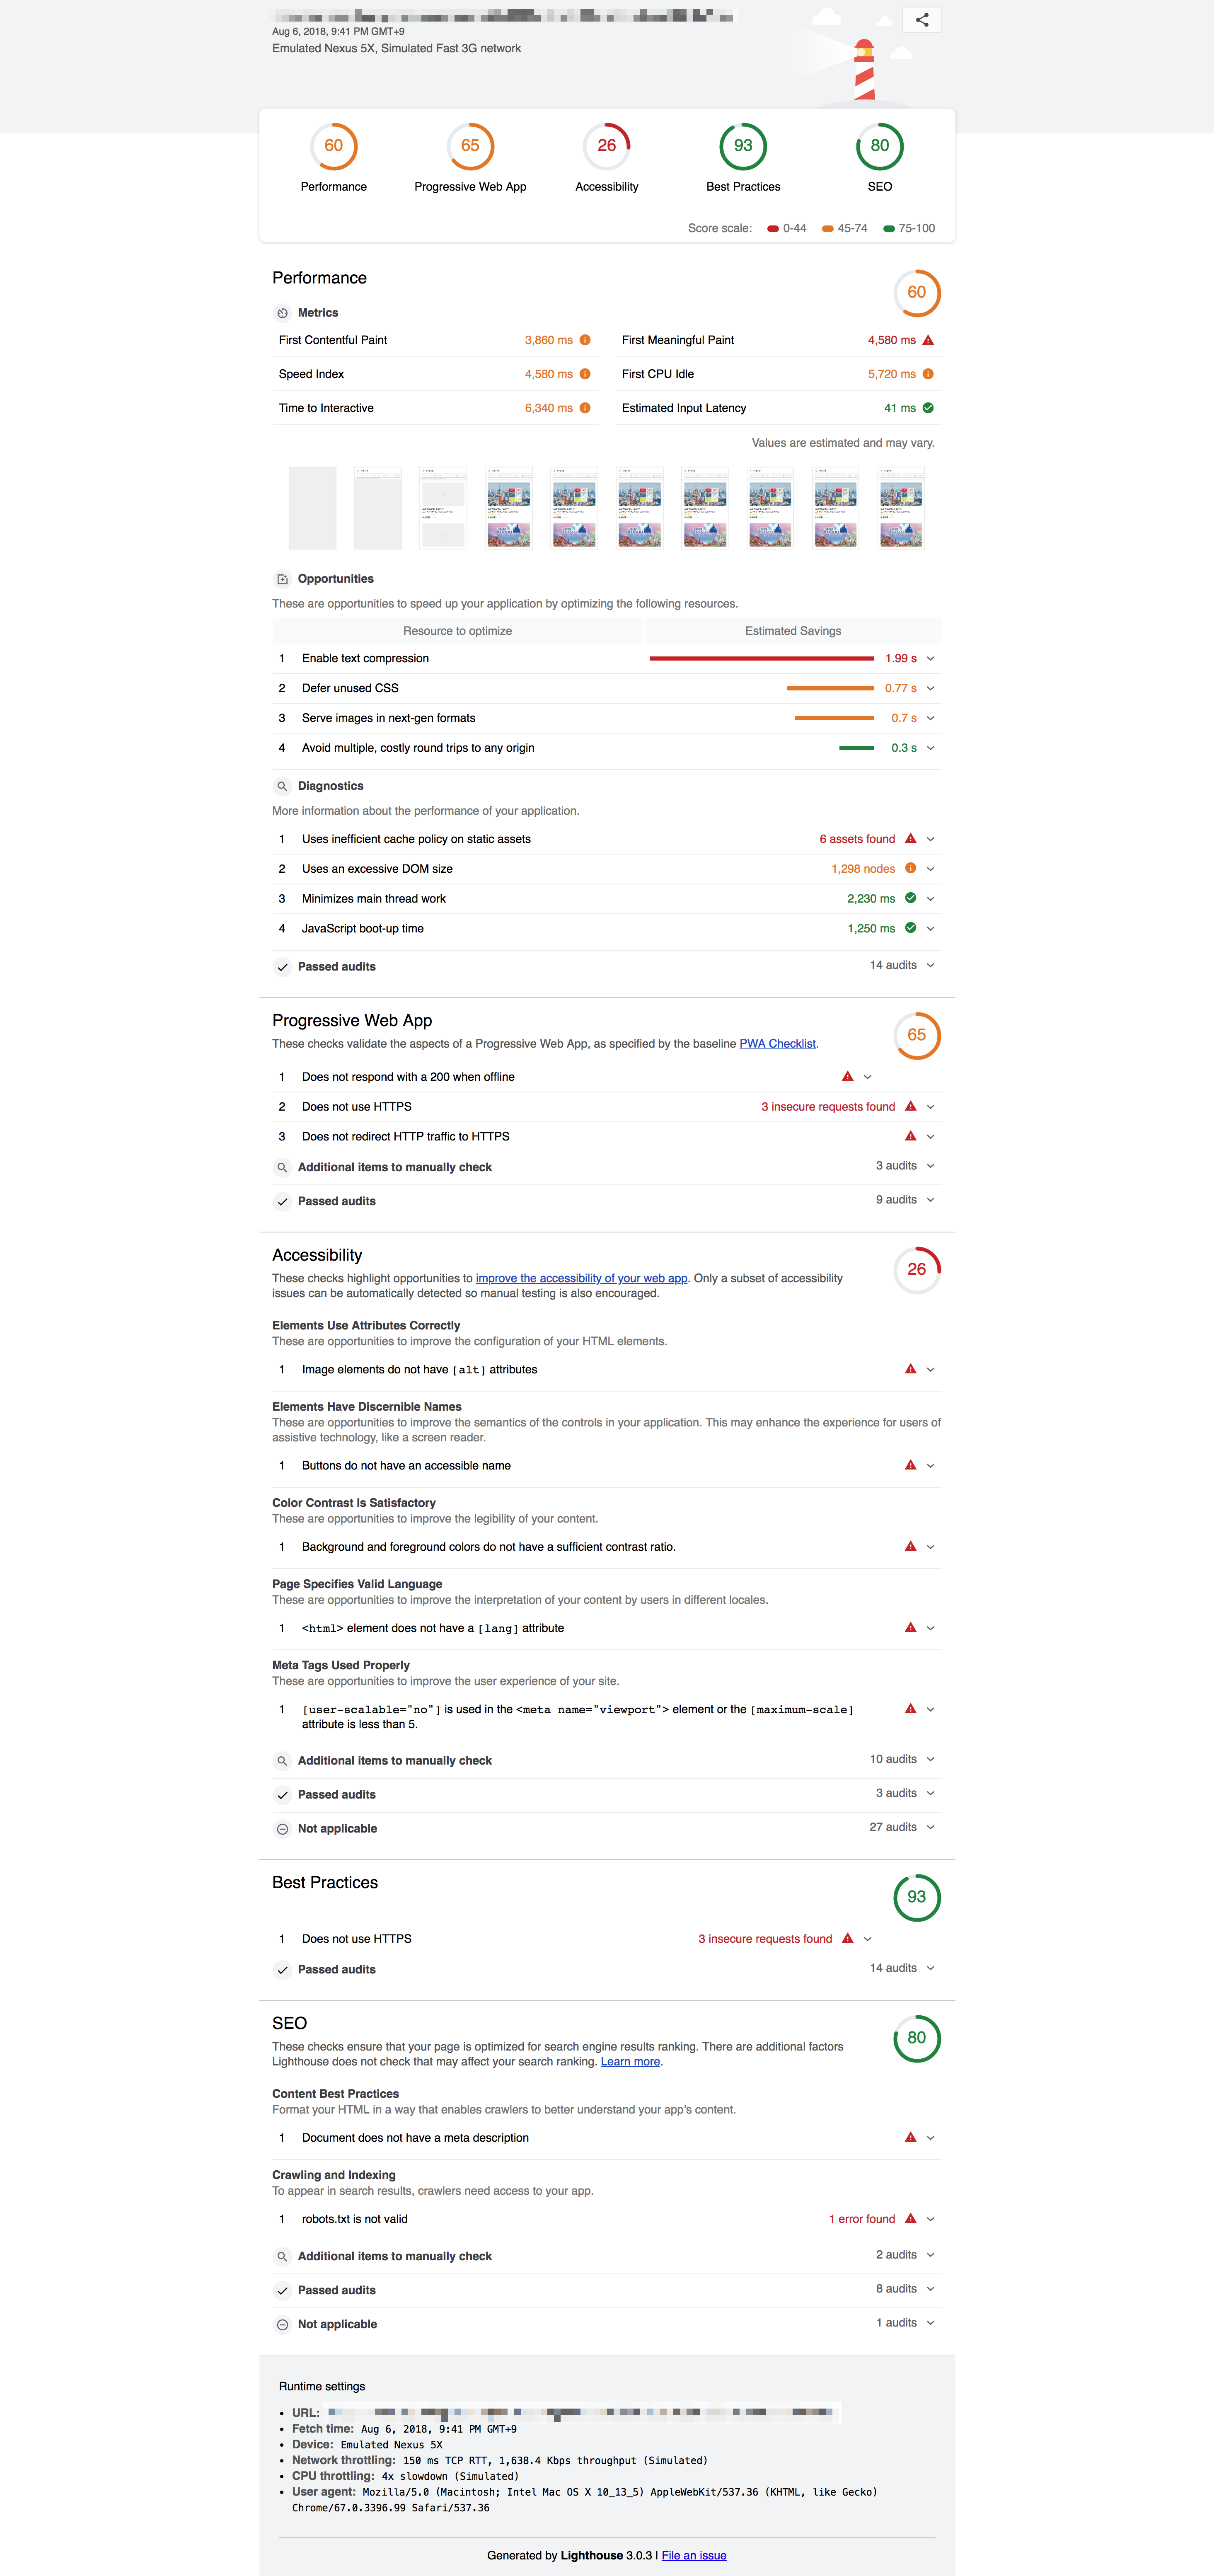 Aug 6, 2018, 9:41 PM GMT+9
Emulated Nexus 5X, Simulated Fast 3G network
60 65 26 93 80
Performance Progressive Web App Accessibility Best Practices SEO
Score scale: 0-44 45-74 75-100
Performance 60
Metrics
First Contentful Paint 3,860 ms First Meaningful Paint 4,580 ms
Speed Index 4,580 ms First CPU Idle 5,720 ms
Time to Interactive 6,340 ms Estimated Input Latency 41 ms
Values are estimated and may vary.
Opportunities
These are opportunities to speed up your application by optimizing the following resources.
Resource to optimize Estimated Savings
1 Enable text compression 1.99 s
2 Defer unused CSS 0.77 s
3 Serve images in next-gen formats 0.7 s
4 Avoid multiple, costly round trips to any origin 0.3 s
Diagnostics
More information about the performance of your application.
1 Uses inefficient cache policy on static assets 6 assets found
2 Uses an excessive DOM size 1,298 nodes
3 Minimizes main thread work 2,230 ms
4 JavaScript boot-up time 1,250 ms
Passed audits 14 audits
Progressive Web App 65
These checks validate the aspects of a Progressive Web App, as specified by the baseline PWA Checklist.
1 Does not respond with a 200 when offline
2 Does not use HTTPS 3 insecure requests found
3 Does not redirect HTTP traffic to HTTPS
Additional items to manually check 3 audits
Passed audits 9 audits
Accessibility 26
These checks highlight opportunities to improve the accessibility of your web app. Only a subset of accessibility
issues can be automatically detected so manual testing is also encouraged.
Elements Use Attributes Correctly
These are opportunities to improve the configuration of your HTML elements.
1 Image elements do not have [alt] attributes
Elements Have Discernible Names
These are opportunities to improve the semantics of the controls in your application. This may enhance the experience for users of
assistive technology, like a screen reader.
1 Buttons do not have an accessible name
Color Contrast Is Satisfactory
These are opportunities to improve the legibility of your content.
1 Background and foreground colors do not have a sufficient contrast ratio.
Page Specifies Valid Language
These are opportunities to improve the interpretation of your content by users in different locales.
1 <html> element does not have a [lang] attribute
Meta Tags Used Properly
These are opportunities to improve the user experience of your site.
1 [user-scalable="no"] is used in the <meta name="viewport"> element or the [maximum-scale]
attribute is less than 5.
Additional items to manually check 10 audits
Passed audits 3 audits
Not applicable 27 audits
Best Practices 93
1 Does not use HTTPS 3 insecure requests found
Passed audits 14 audits
SEO 80
These checks ensure that your page is optimized for search engine results ranking. There are additional factors
Lighthouse does not check that may affect your search ranking. Learn more.
Content Best Practices
Format your HTML in a way that enables crawlers to better understand your app's content.
1 Document does not have a meta description
Crawling and Indexing
To appear in search results, crawlers need access to your app.
1 robots.txt is not valid 1 error found
Additional items to manually check 2 audits
Passed audits 8 audits
Not applicable 1 audits
Runtime settings
• URL:
• Fetch time: Aug 6, 2018, 9:41 PM GMT+9
• Device: Emulated Nexus 5X
• Network throttling: 150 ms TCP RTT, 1,638.4 Kbps throughput (Simulated)
• CPU throttling: 4x slowdown (Simulated)
• User agent: Mozilla/5.0 (Macintosh; Intel Mac OS X 10_13_5) AppleWebKit/537.36 (KHTML, like Gecko)
Chrome/67.0.3396.99 Safari/537.36
Generated by Lighthouse 3.0.3 | File an issue